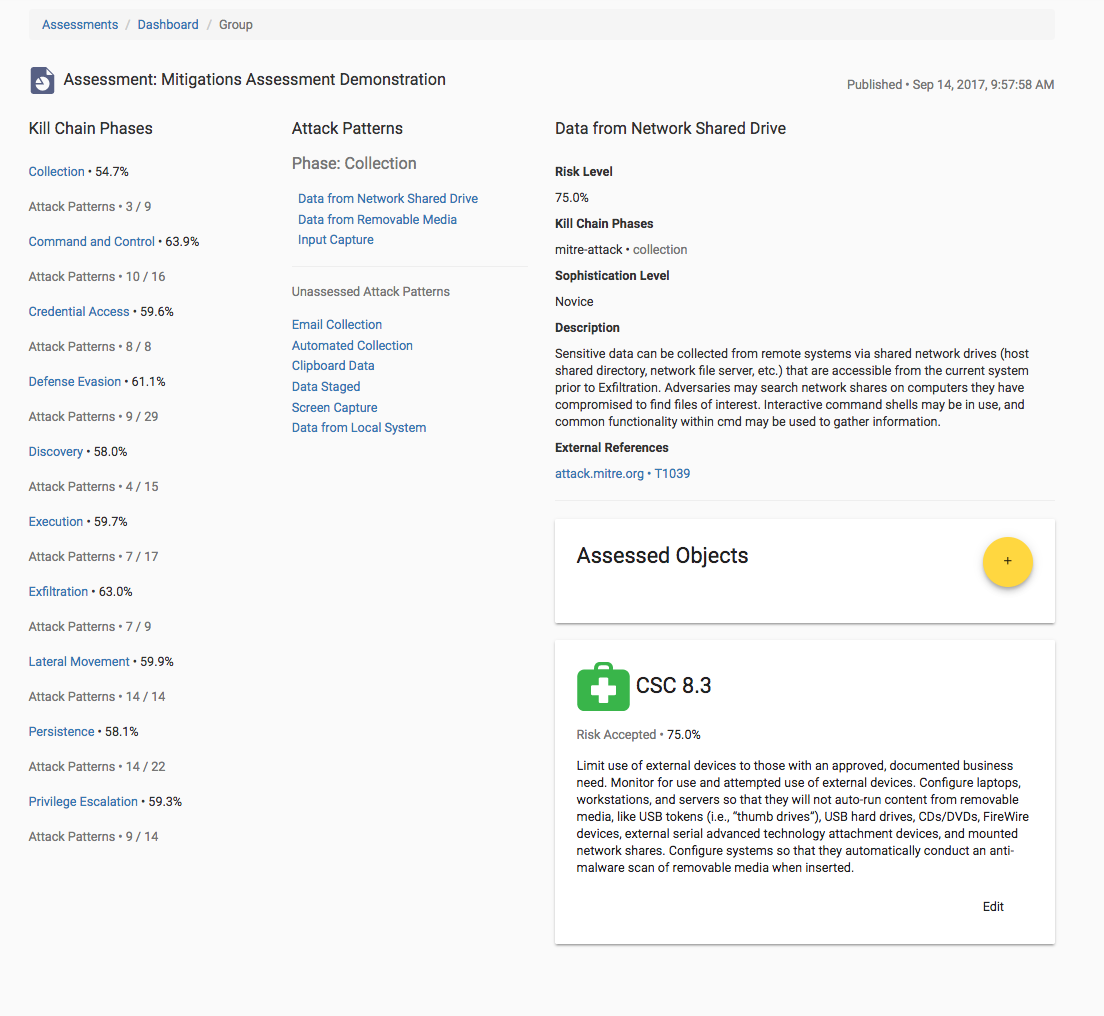 Assessments / Dashboard / Group
Assessment: Mitigations Assessment Demonstration
Published • Sep 14, 2017, 9:57:58 AM
Kill Chain Phases
Collection • 54.7%
Attack Patterns • 3 / 9
Command and Control • 63.9%
Attack Patterns • 10 / 16
Credential Access • 59.6%
Attack Patterns • 8 / 8
Defense Evasion • 61.1%
Attack Patterns • 9 / 29
Discovery • 58.0%
Attack Patterns • 4 / 15
Execution • 59.7%
Attack Patterns • 7 / 17
Exfiltration • 63.0%
Attack Patterns • 7 / 9
Lateral Movement • 59.9%
Attack Patterns • 14 / 14
Persistence • 58.1%
Attack Patterns • 14 / 22
Privilege Escalation • 59.3%
Attack Patterns • 9 / 14
Attack Patterns
Phase: Collection
Data from Network Shared Drive
Data from Removable Media
Input Capture
Unassessed Attack Patterns
Email Collection
Automated Collection
Clipboard Data
Data Staged
Screen Capture
Data from Local System
Data from Network Shared Drive
Risk Level
75.0%
Kill Chain Phases
mitre-attack • collection
Sophistication Level
Novice
Description
Sensitive data can be collected from remote systems via shared network drives (host
shared directory, network file server, etc.) that are accessible from the current system
prior to Exfiltration. Adversaries may search network shares on computers they have
compromised to find files of interest. Interactive command shells may be in use, and
common functionality within cmd may be used to gather information.
External References
attack.mitre.org • T1039
Assessed Objects
+
CSC 8.3
Risk Accepted • 75.0%
Limit use of external devices to those with an approved, documented business
need. Monitor for use and attempted use of external devices. Configure laptops,
workstations, and servers so that they will not auto-run content from removable
media, like USB tokens (i.e., “thumb drives”), USB hard drives, CDs/DVDs, FireWire
devices, external serial advanced technology attachment devices, and mounted
network shares. Configure systems so that they automatically conduct an anti-
malware scan of removable media when inserted.
Edit